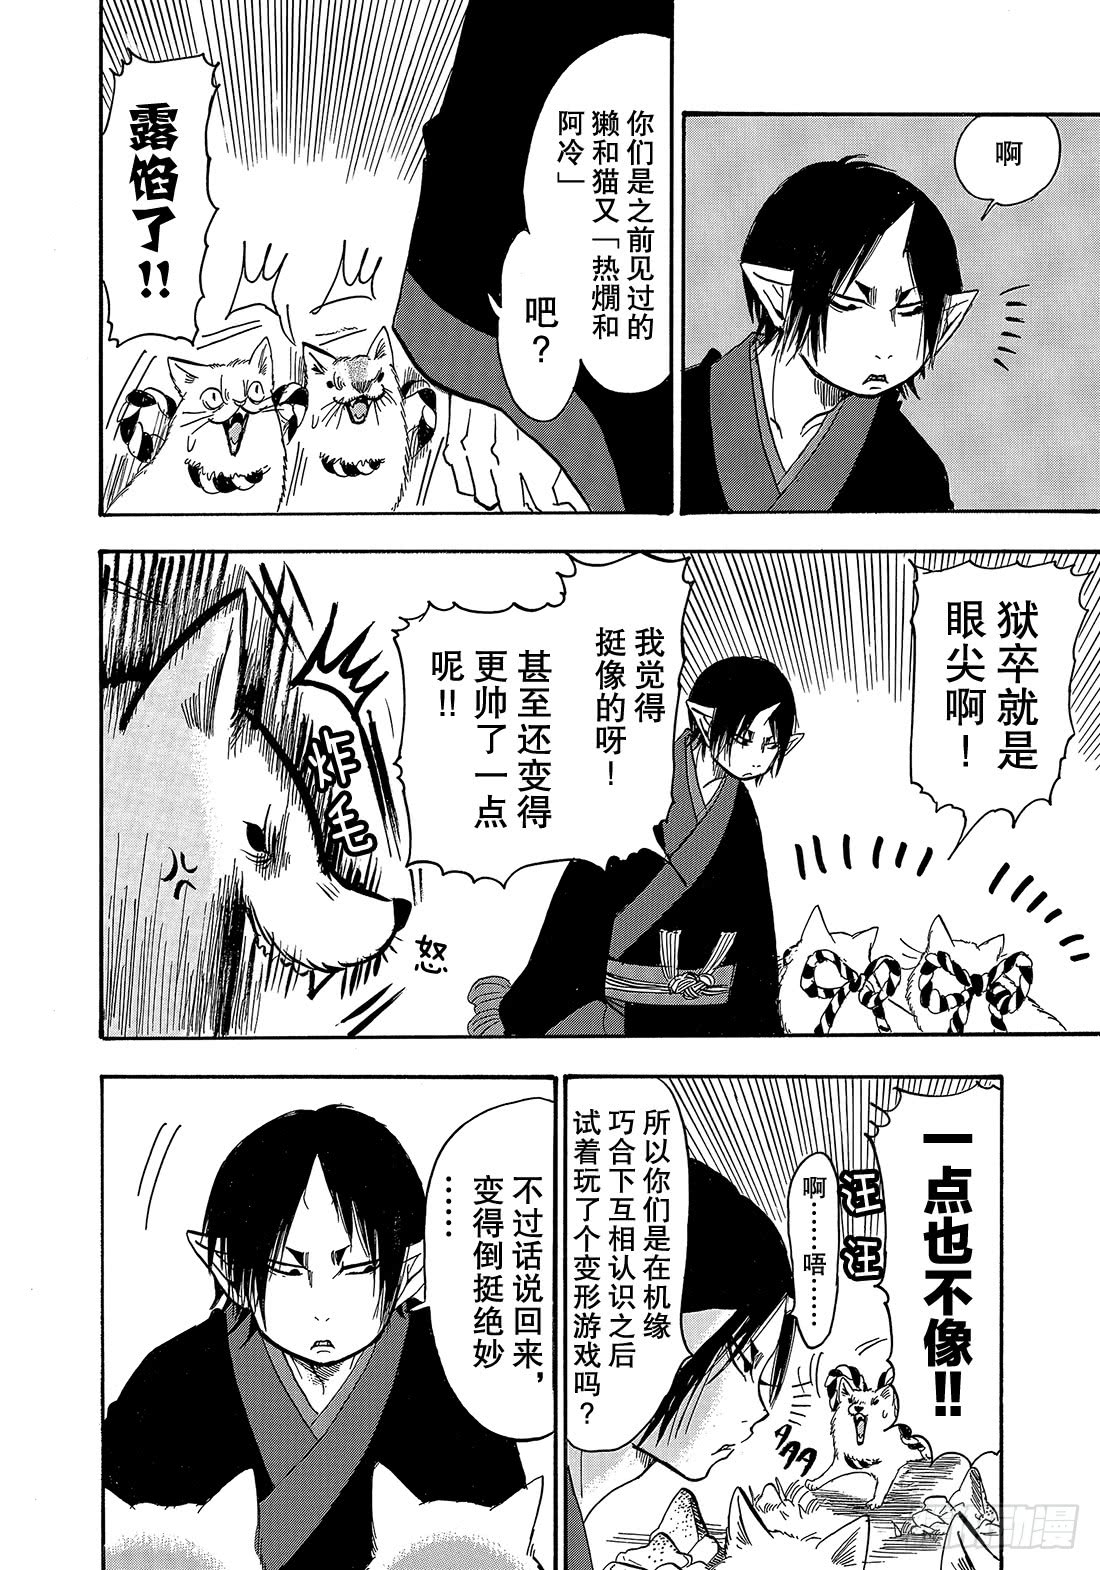 啊
你们是之前见过的
獭和猫又「热燗和
阿冷」
吧？
露馅了!!
狱卒就是
眼尖啊！
我觉得
挺像的呀！
甚至还变得
更帅了一点
呢!!
炸毛
怒
一点也不像!!
汪汪
啊……唔……
AAA
所以你们是在机缘
巧合下互相认识之后
试着玩了个变形游戏吗？
不过话说回来，
变得倒挺绝妙
……